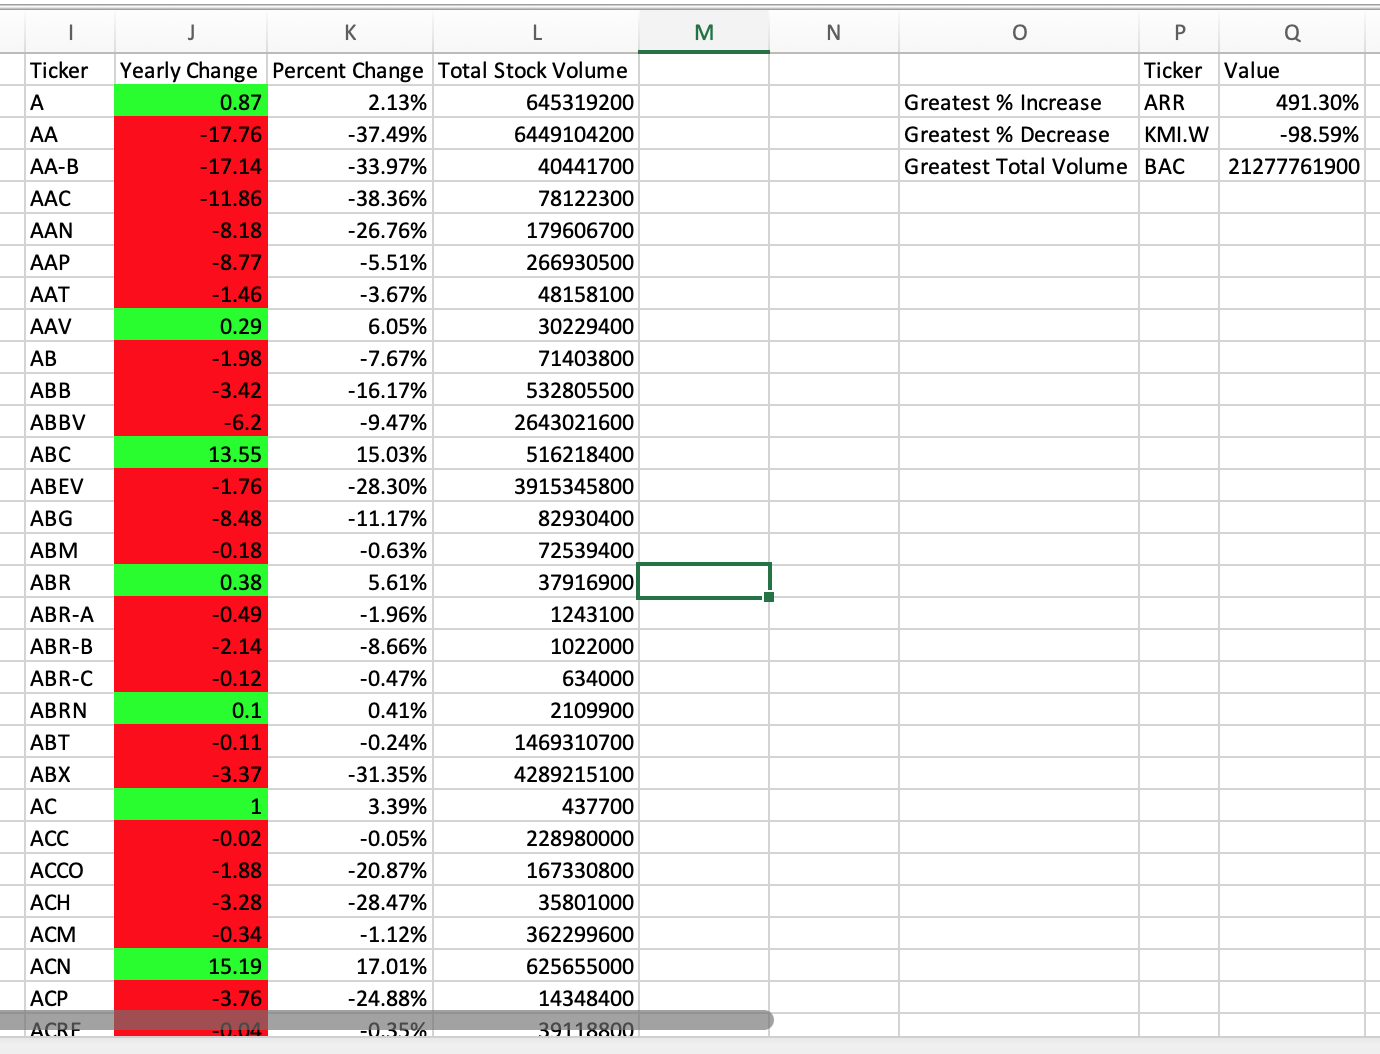 I J K L M N O P Q
Ticker Yearly Change Percent Change Total Stock Volume Ticker Value
A 0.87 2.13% 645319200 Greatest % Increase ARR 491.30%
AA -17.76 -37.49% 6449104200 Greatest % Decrease KMI.W -98.59%
AA-B -17.14 -33.97% 40441700 Greatest Total Volume BAC 21277761900
AAC -11.86 -38.36% 78122300
AAN -8.18 -26.76% 179606700
AAP -8.77 -5.51% 266930500
AAT -1.46 -3.67% 48158100
AAV 0.29 6.05% 30229400
AB -1.98 -7.67% 71403800
ABB -3.42 -16.17% 532805500
ABBV -6.2 -9.47% 2643021600
ABC 13.55 15.03% 516218400
ABEV -1.76 -28.30% 3915345800
ABG -8.48 -11.17% 82930400
ABM -0.18 -0.63% 72539400
ABR 0.38 5.61% 37916900
ABR-A -0.49 -1.96% 1243100
ABR-B -2.14 -8.66% 1022000
ABR-C -0.12 -0.47% 634000
ABRN 0.1 0.41% 2109900
ABT -0.11 -0.24% 1469310700
ABX -3.37 -31.35% 4289215100
AC 1 3.39% 437700
ACC -0.02 -0.05% 228980000
ACCO -1.88 -20.87% 167330800
ACH -3.28 -28.47% 35801000
ACM -0.34 -1.12% 362299600
ACN 15.19 17.01% 625655000
ACP -3.76 -24.88% 14348400
ACRE -0.04 -0.35% 39118800